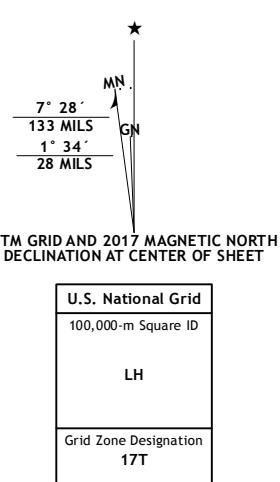 ★
MN
7° 28´
133 MILS
GN
1° 34´
28 MILS
TM GRID AND 2017 MAGNETIC NORTH
DECLINATION AT CENTER OF SHEET
U.S. National Grid
100,000-m Square ID
LH
Grid Zone Designation
17T